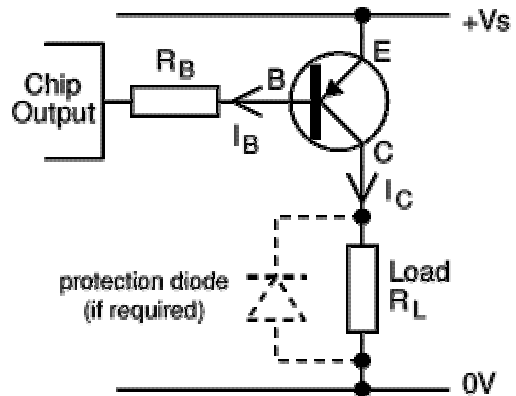 +Vs
E
Chip
Output
R_B
B
I_B
C
I_C
protection diode
(if required)
Load
R_L
0V